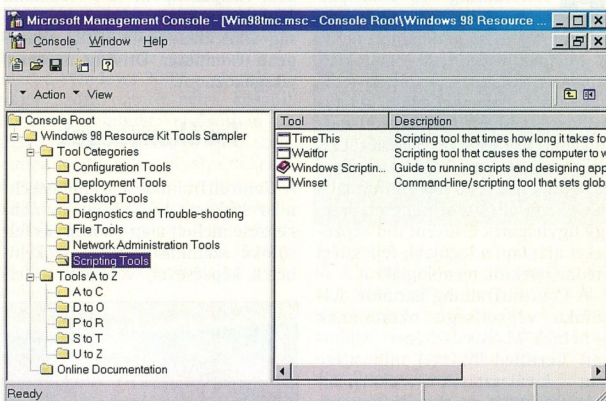 Microsoft Management Console - [Win98tmc.msc - Console Root\Windows 98 Resource ...
Console Window Help
Action View
Console Root
Windows 98 Resource Kit Tools Sampler
Tool Categories
Configuration Tools
Deployment Tools
Desktop Tools
Diagnostics and Trouble-shooting
File Tools
Network Administration Tools
Scripting Tools
Tools A to Z
A to C
D to O
P to R
S to T
U to Z
Online Documentation
Tool Description
TimeThis Scripting tool that times how long it takes fo
Waitfor Scripting tool that causes the computer to w
Windows Scriptin... Guide to running scripts and designing app
Winset Command-line/scripting tool that sets glob
Ready